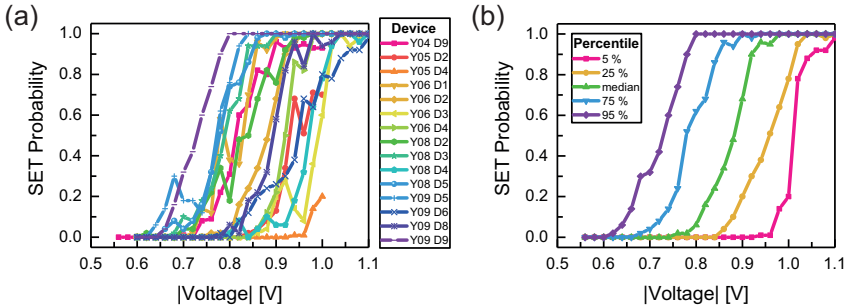 (a)
SET Probability
1.0
0.8
0.6
0.4
0.2
0.0
0.5 0.6 0.7 0.8 0.9 1.0 1.1
|Voltage| [V]
Device
Y04 D9
Y05 D2
Y05 D4
Y06 D1
Y06 D2
Y06 D3
Y06 D4
Y08 D2
Y08 D3
Y08 D4
Y08 D5
Y09 D5
Y09 D6
Y09 D8
Y09 D9
(b)
SET Probability
1.0
0.8
0.6
0.4
0.2
0.0
0.5 0.6 0.7 0.8 0.9 1.0 1.1
|Voltage| [V]
Percentile
5 %
25 %
median
75 %
95 %